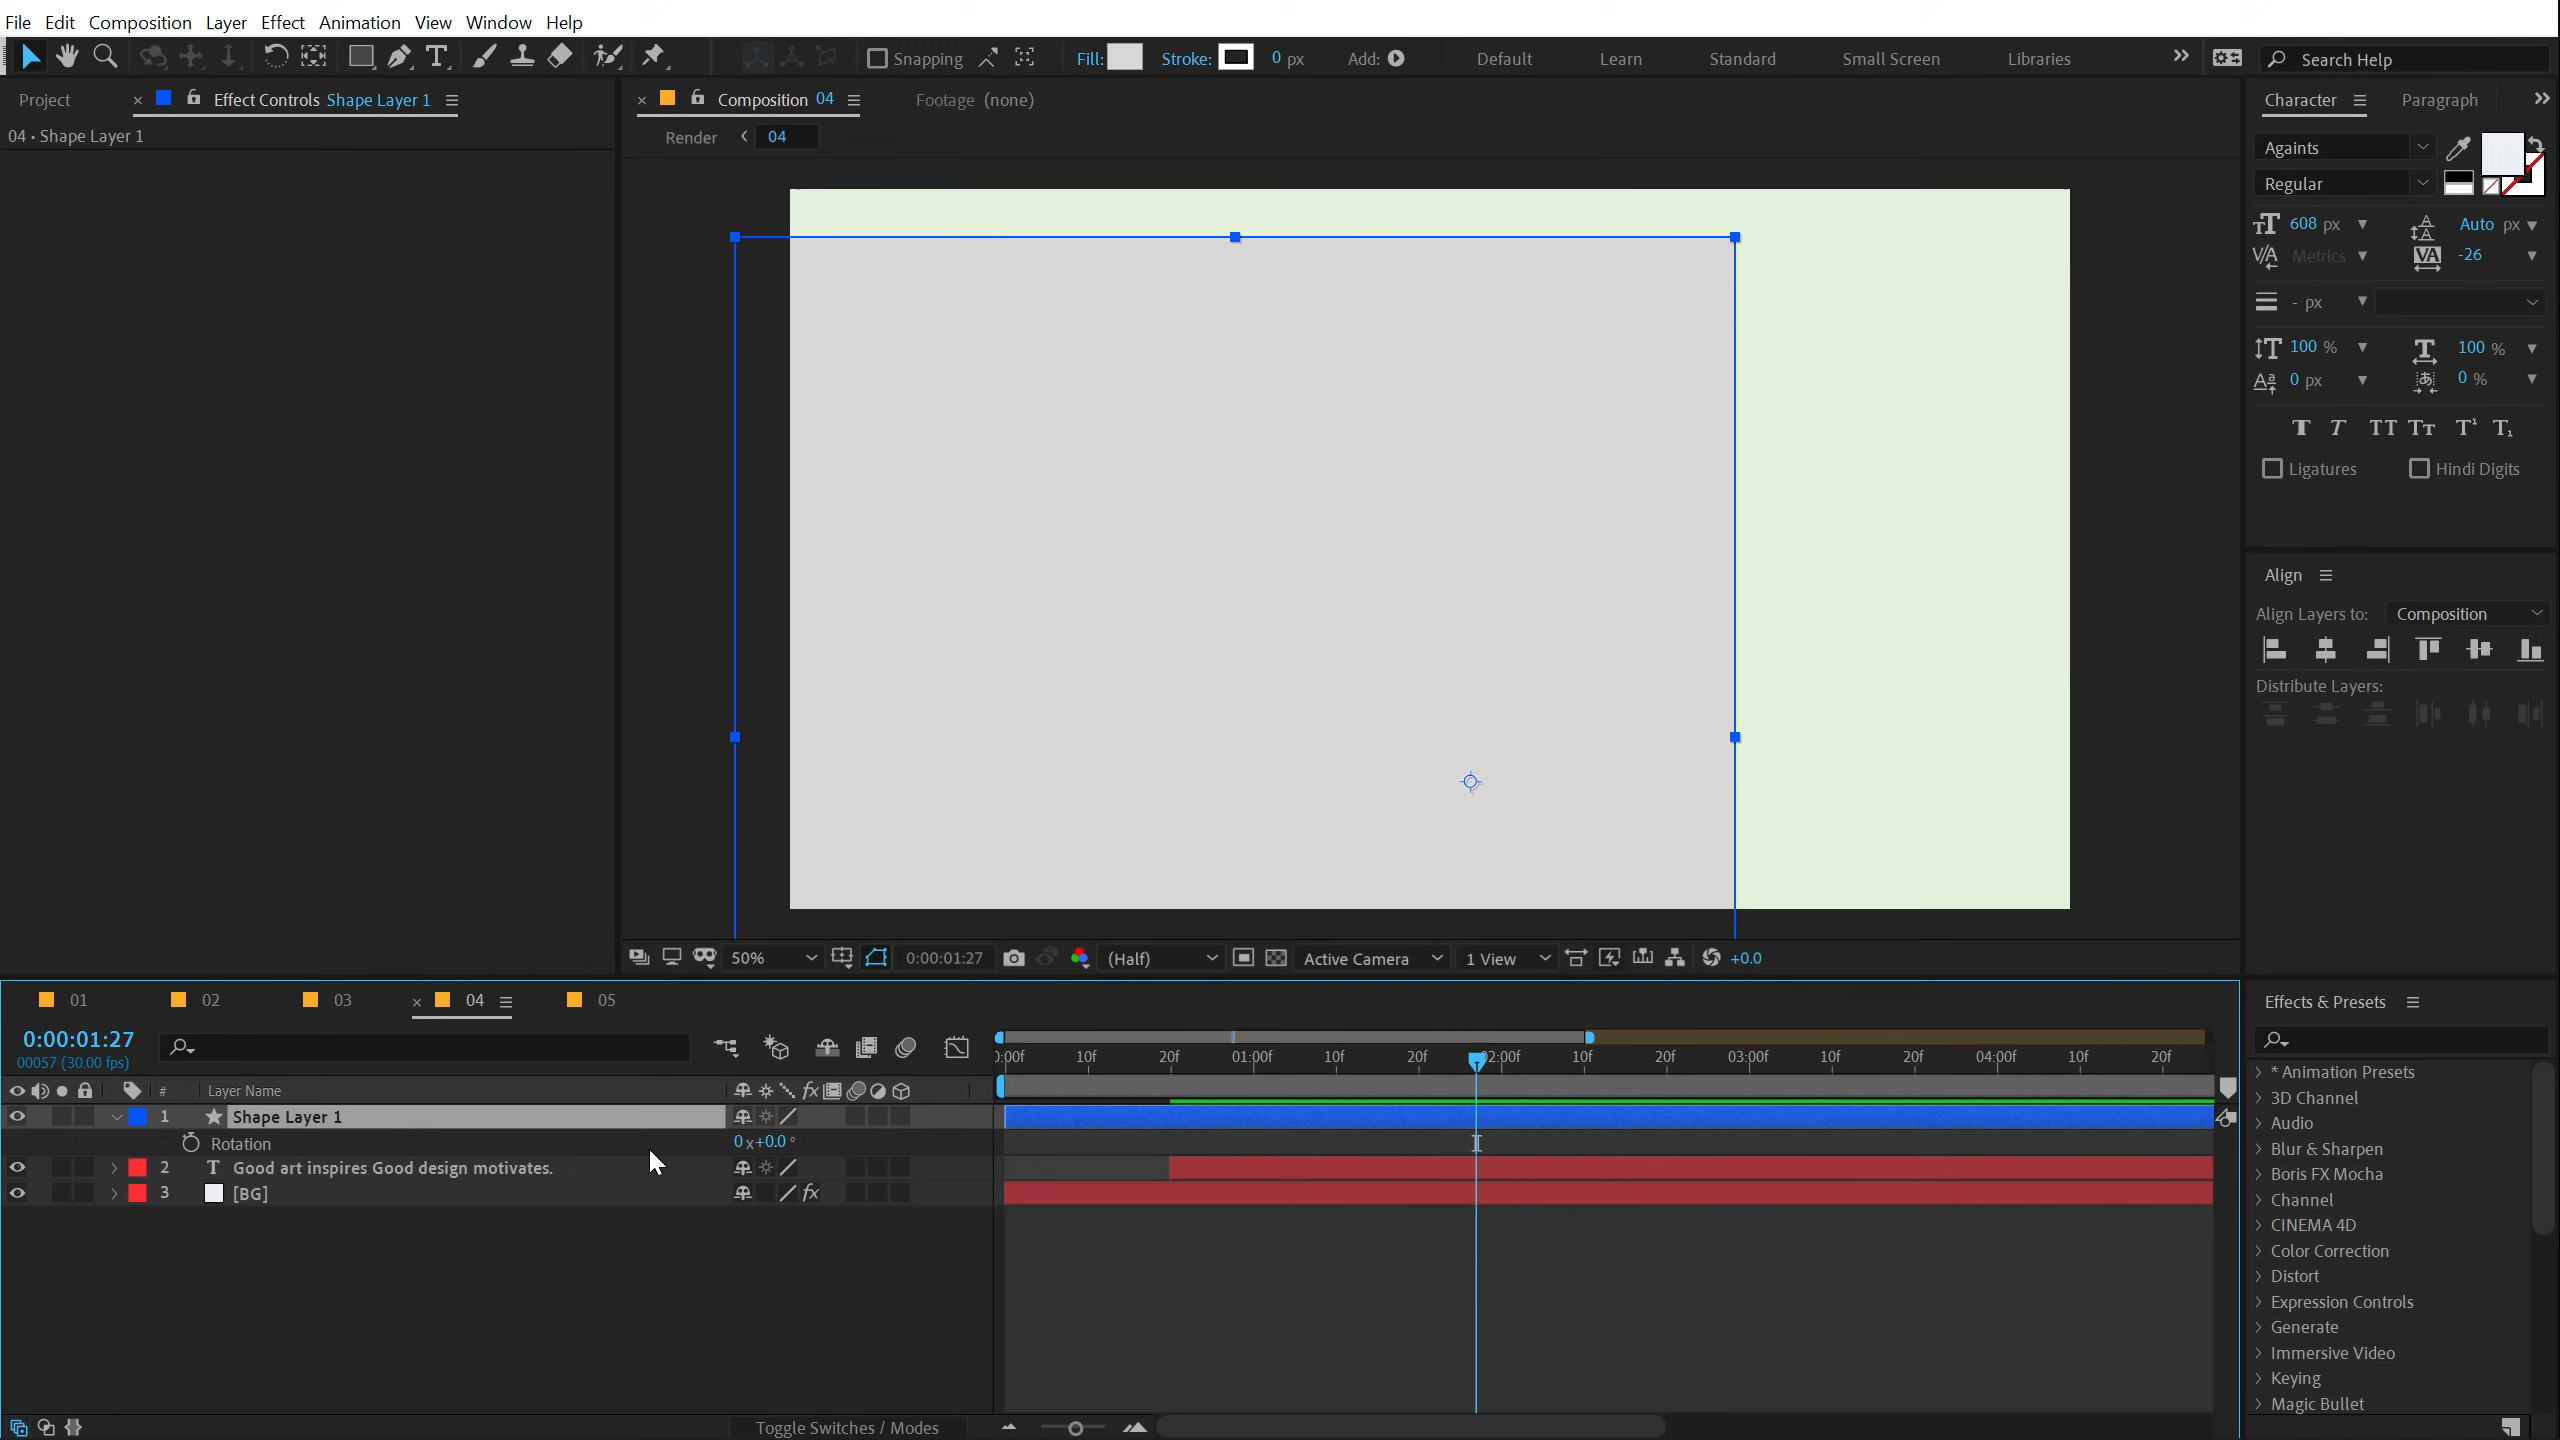 File Edit Composition Layer Effect Animation View Window Help
Snapping Fill: Stroke: 0 px Add: Default Learn Standard Small Screen Libraries Search Help
Project Effect Controls Shape Layer 1
04 • Shape Layer 1
Composition 04 Footage (none)
Render 04
Character Paragraph
Againts
Regular
608 px Auto px
Metrics -26
- px
100 % 100 %
0 px 0 %
T T TT Tt T¹ T₁
Ligatures Hindi Digits
Align
Align Layers to: Composition
Distribute Layers:
50% 0:00:01:27 (Half) Active Camera 1 View +0.0
01 02 03 04 05
0:00:01:27
00057 (30.00 fps)
0:00f 10f 20f 01:00f 10f 20f 02:00f 10f 20f 03:00f 10f 20f 04:00f 10f 20f
# Layer Name
1 Shape Layer 1
Rotation 0x+0.0°
2 T Good art inspires Good design motivates.
3 [BG] fx
Toggle Switches / Modes
Effects & Presets
* Animation Presets
3D Channel
Audio
Blur & Sharpen
Boris FX Mocha
Channel
CINEMA 4D
Color Correction
Distort
Expression Controls
Generate
Immersive Video
Keying
Magic Bullet